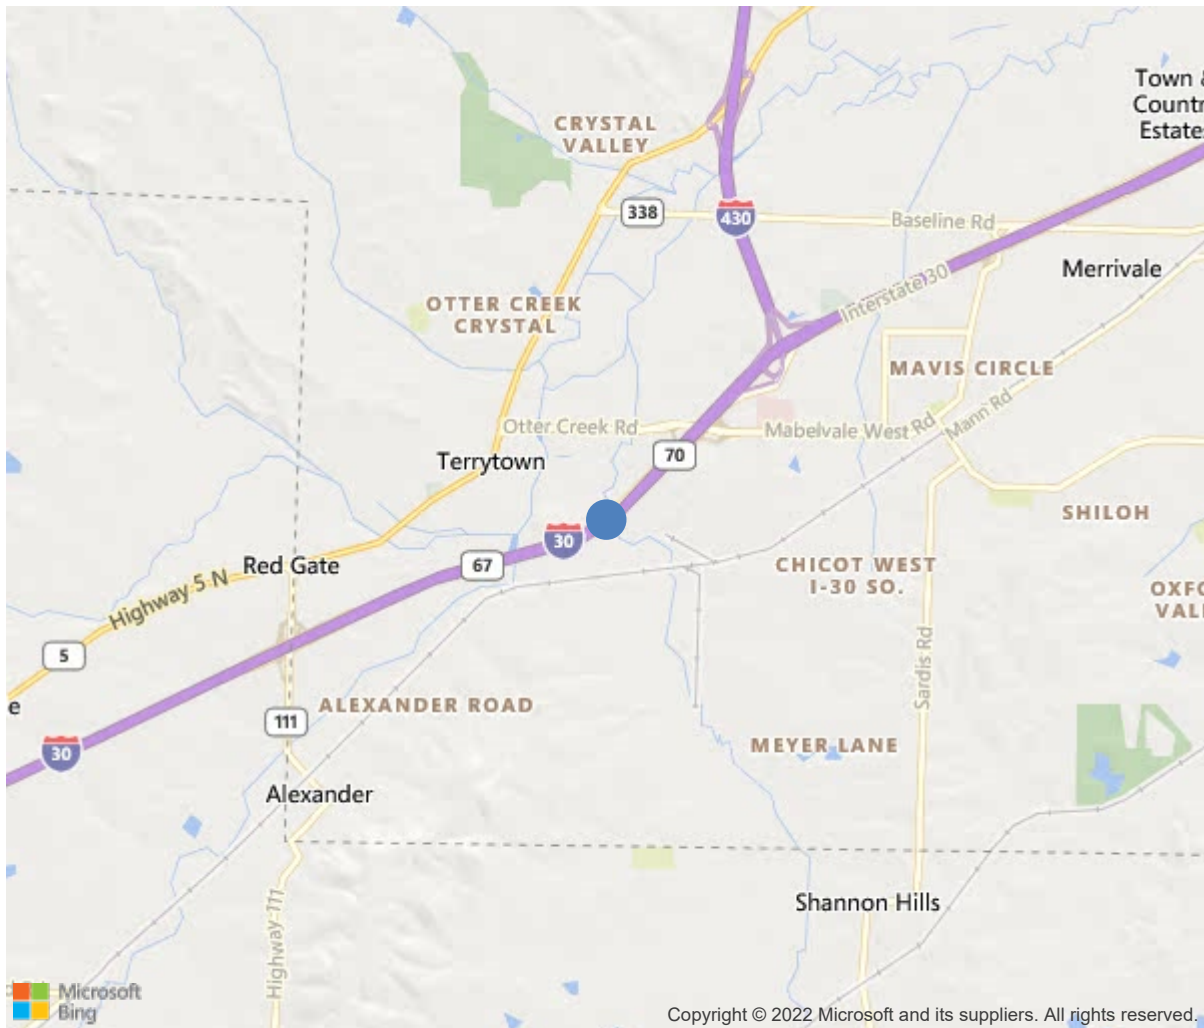 Town &
Countr
Estate
CRYSTAL
VALLEY
338
430
Baseline Rd
Merrivale
Interstate 30
OTTER CREEK
CRYSTAL
MAVIS CIRCLE
Otter Creek Rd
Mabelvale West Rd
Mann Rd
70
Terrytown
SHILOH
30
67
Red Gate
CHICOT WEST
I-30 SO.
Highway 5 N
OXFO
VALL
5
Sardis Rd
e
ALEXANDER ROAD
111
30
MEYER LANE
Alexander
Shannon Hills
Highway 111
Microsoft
Bing
Copyright © 2022 Microsoft and its suppliers. All rights reserved.